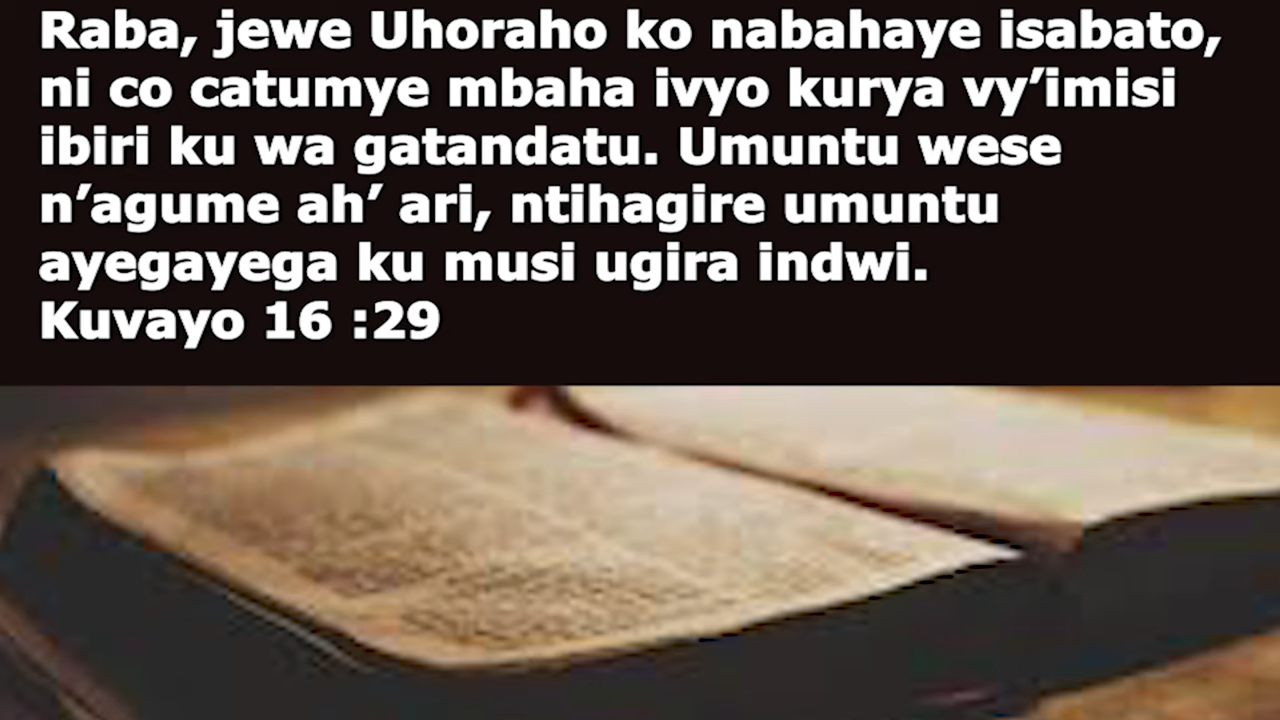 Raba, jewe Uhoraho ko nabahaye isabato,
ni co catumye mbaha ivyo kurya vy’imisi
ibiri ku wa gatandatu. Umuntu wese
n’agume ah’ ari, ntihagire umuntu
ayegayega ku musi ugira indwi.
Kuvayo 16 :29